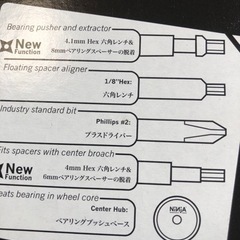 Bearing pusher and extractor
New
Function
4.1mm Hex 六角レンチ&
8mmベアリングスペーサーの脱着
Floating spacer aligner
1/8"Hex:
六角レンチ
Industry standard bit
Phillips #2:
プラスドライバー
Fits spacers with center broach
New
Function
4mm Hex 六角レンチ&
6mmベアリングスペーサーの脱着
eats bearing in wheel core
Center Hub:
ベアリングプッシュベース
NINJA